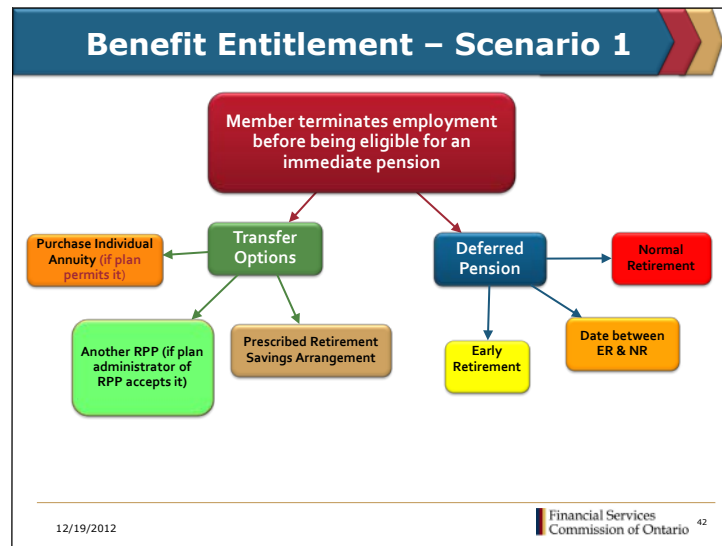 Benefit Entitlement – Scenario 1
Member terminates employment
before being eligible for an
immediate pension
Transfer
Options
Deferred
Pension
Purchase Individual
Annuity (if plan
permits it)
Normal
Retirement
Another RPP (if plan
administrator of
RPP accepts it)
Prescribed Retirement
Savings Arrangement
Early
Retirement
Date between
ER & NR
12/19/2012
Financial Services
Commission of Ontario
42